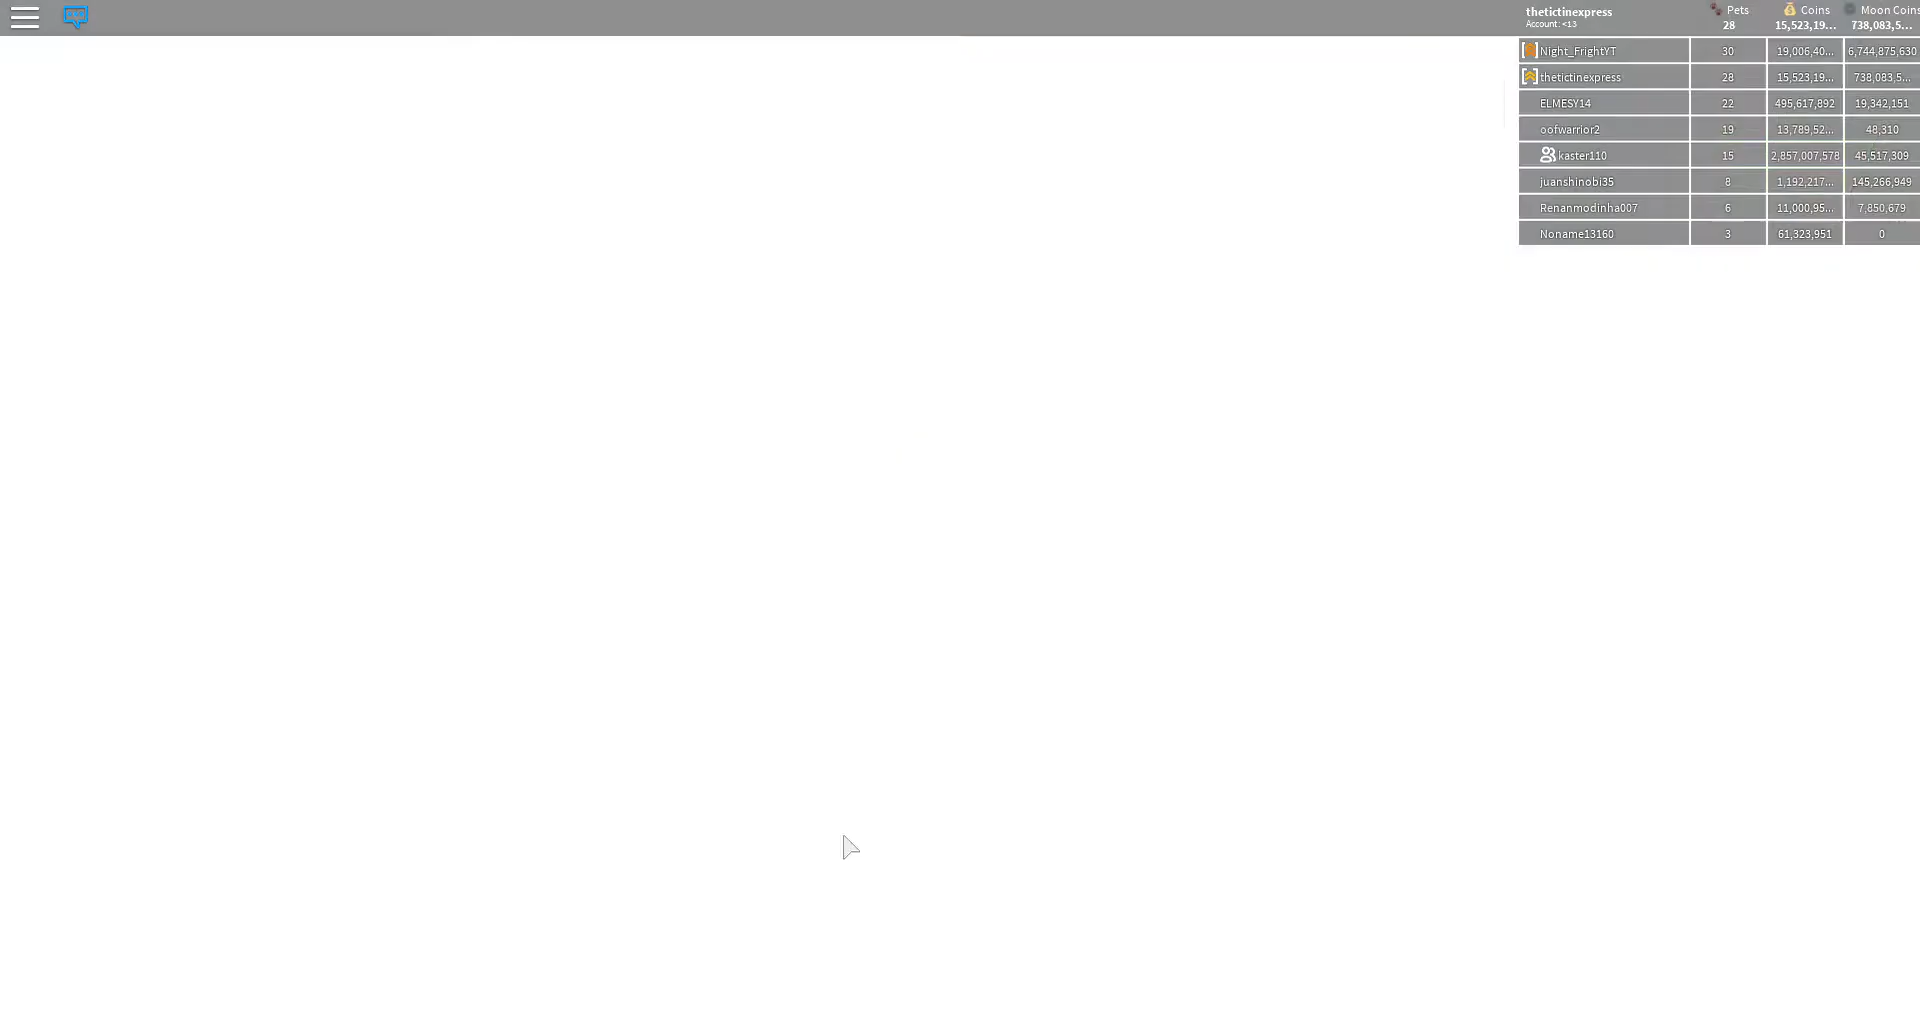 thetictinexpress Pets Coins Moon Coins
Account: <13 28 15,523,19... 738,083,5...
Night_FrightYT 30 19,006,40... 6,744,875,630
thetictinexpress 28 15,523,19... 738,083,5...
ELMESY14 22 495,617,892 19,342,151
oofwarrior2 19 13,789,52... 48,310
kaster110 15 2,857,007,578 45,517,309
juanshinobi35 8 1,192,217... 145,266,949
Renanmodinha007 6 11,000,95... 7,850,679
Noname13160 3 61,323,951 0